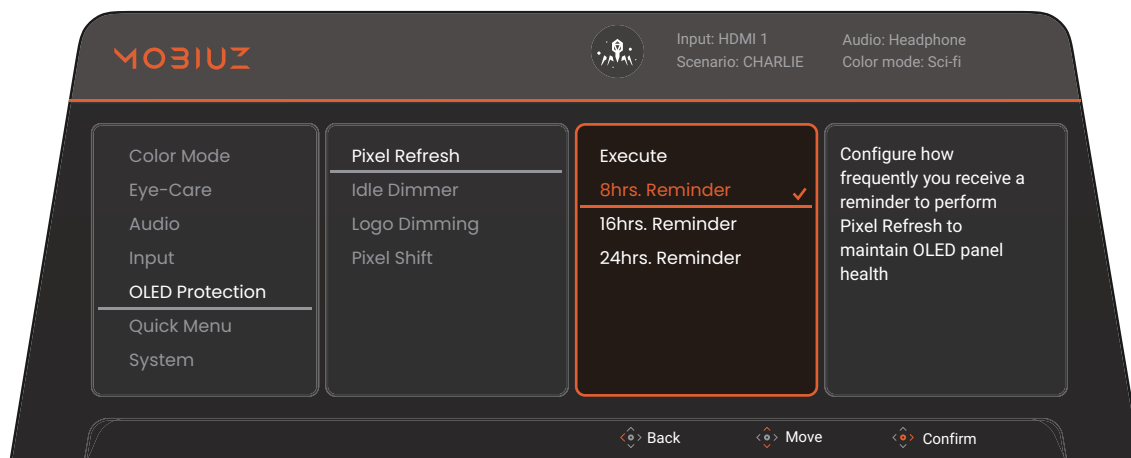 MOBIUZ
Input: HDMI 1
Scenario: CHARLIE
Audio: Headphone
Color mode: Sci-fi
Color Mode
Eye-Care
Audio
Input
OLED Protection
Quick Menu
System
Pixel Refresh
Idle Dimmer
Logo Dimming
Pixel Shift
Execute
8hrs. Reminder
16hrs. Reminder
24hrs. Reminder
Configure how
frequently you receive a
reminder to perform
Pixel Refresh to
maintain OLED panel
health
Back
Move
Confirm